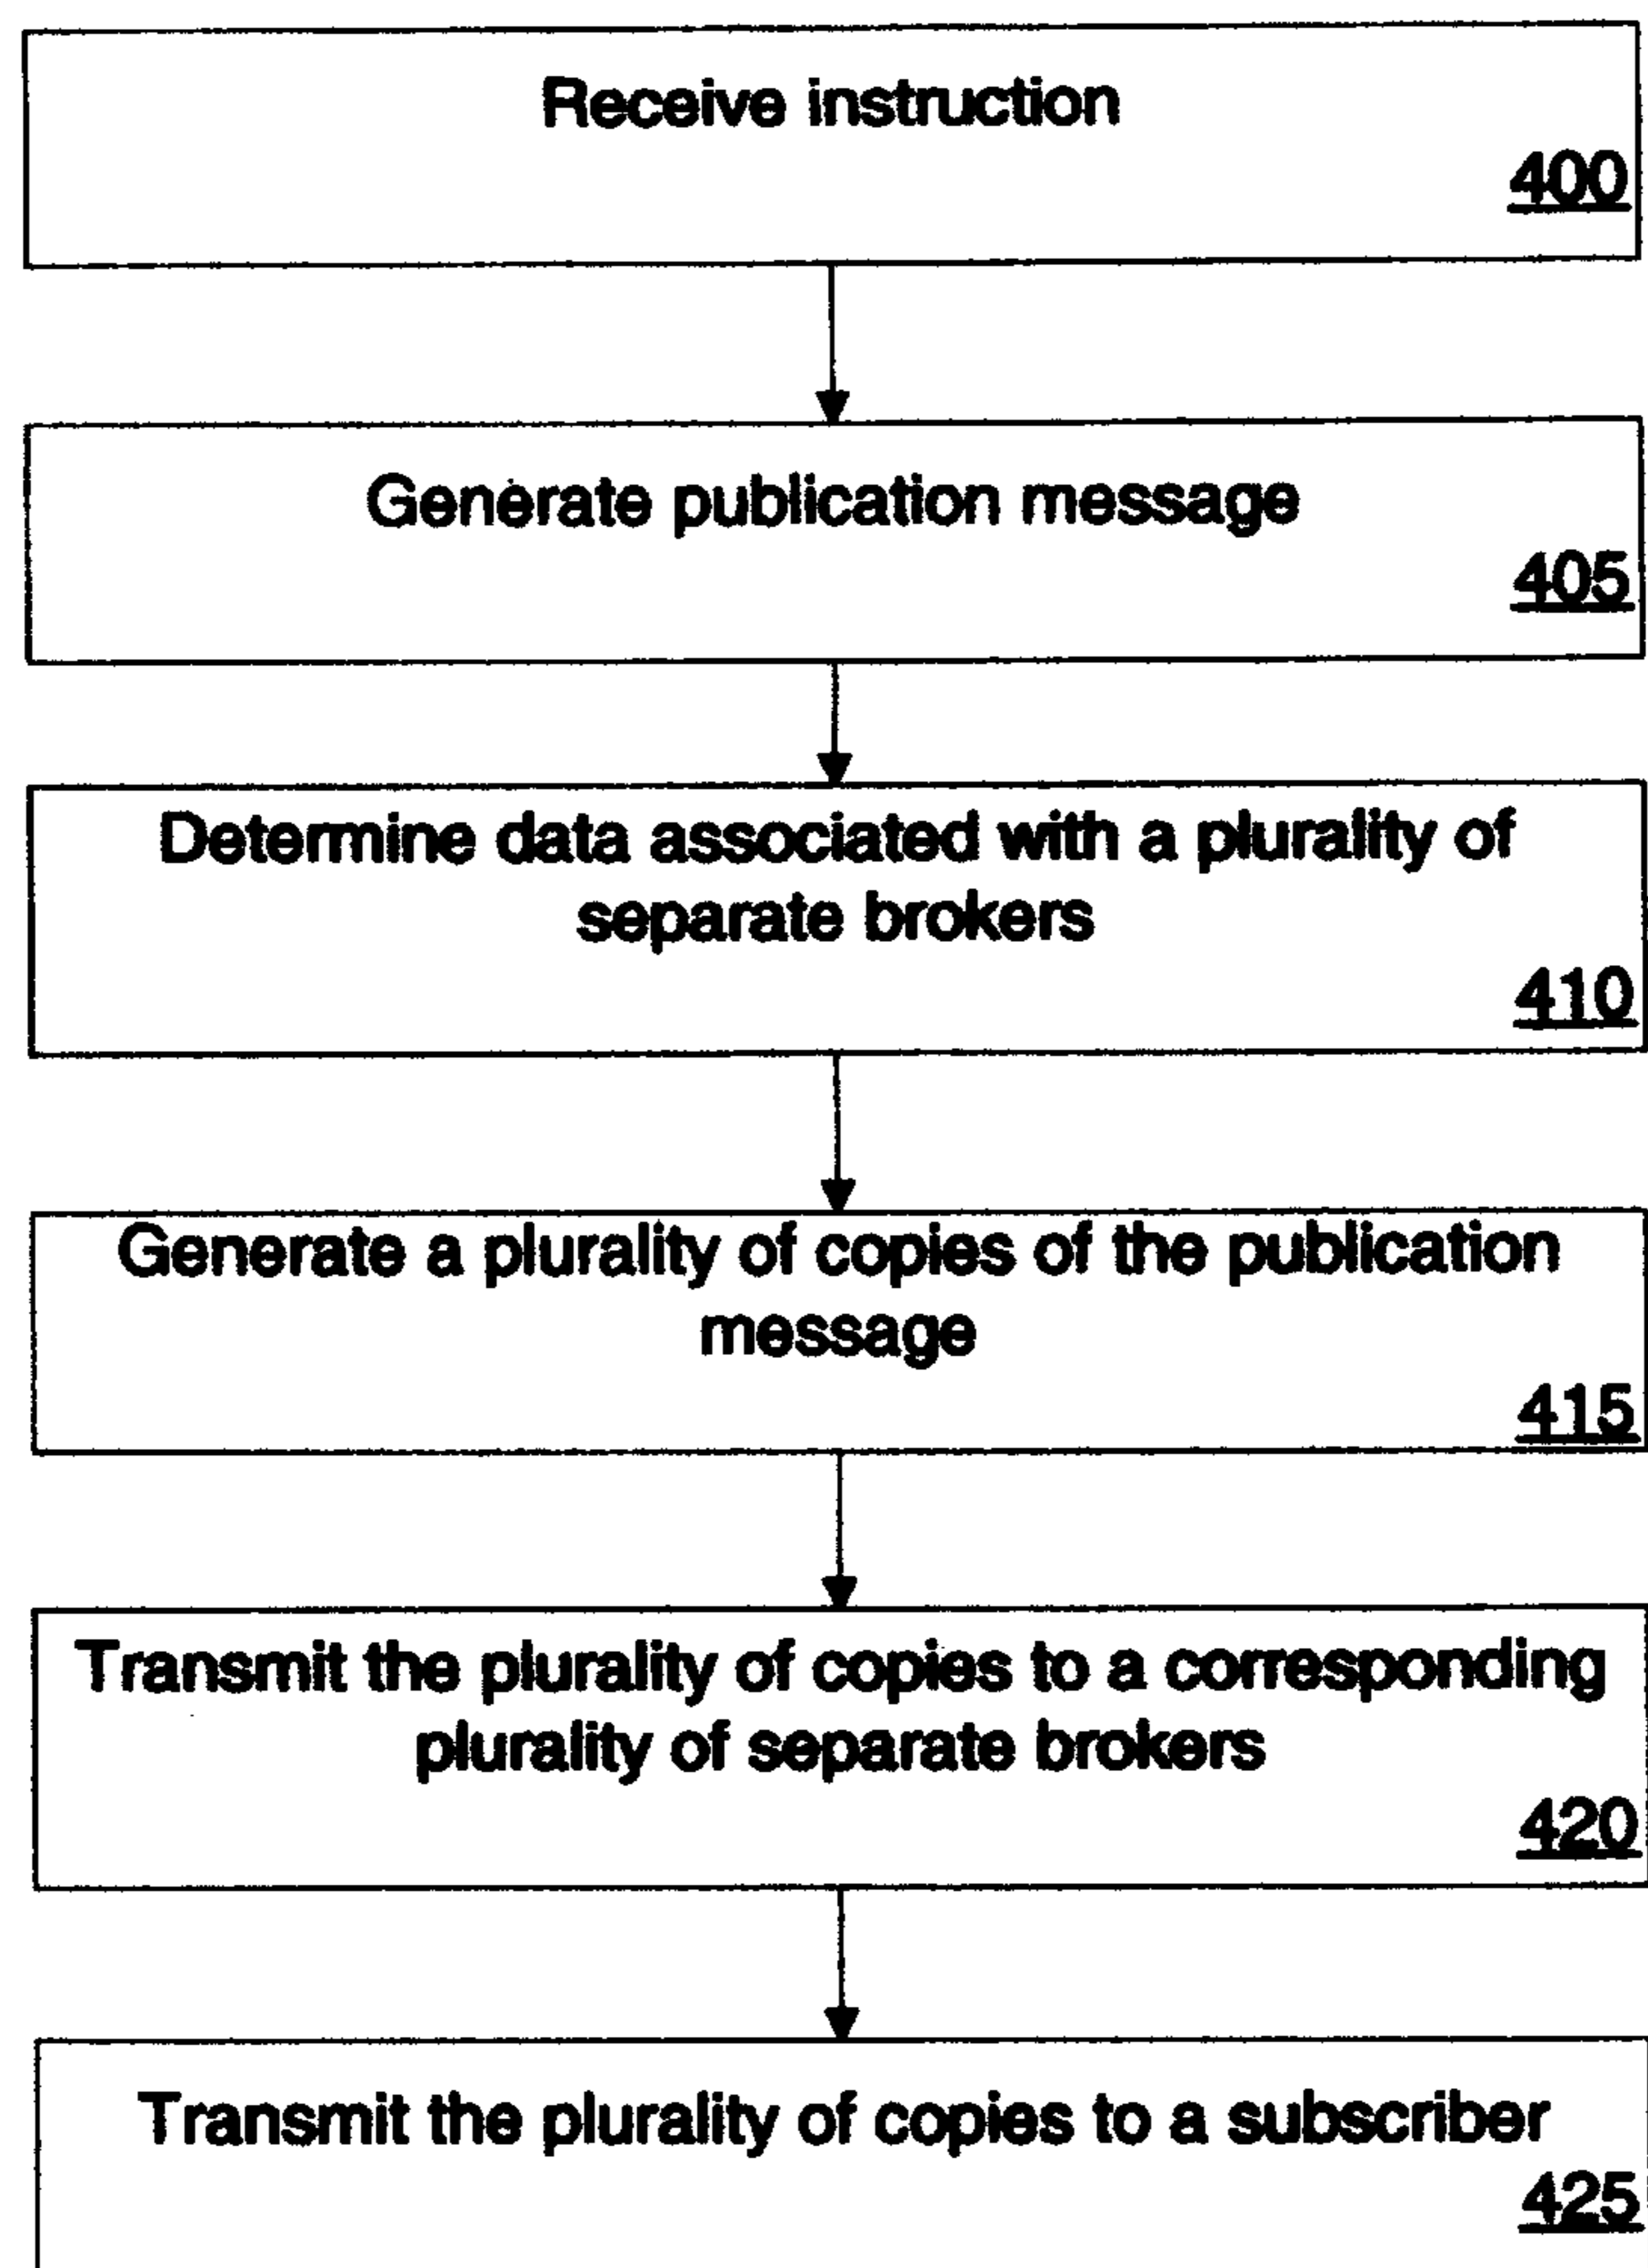 Receive instruction
400
Generate publication message
405
Determine data associated with a plurality of
separate brokers
410
Generate a plurality of copies of the publication
message
415
Transmit the plurality of copies to a corresponding
plurality of separate brokers
420
Transmit the plurality of copies to a subscriber
425